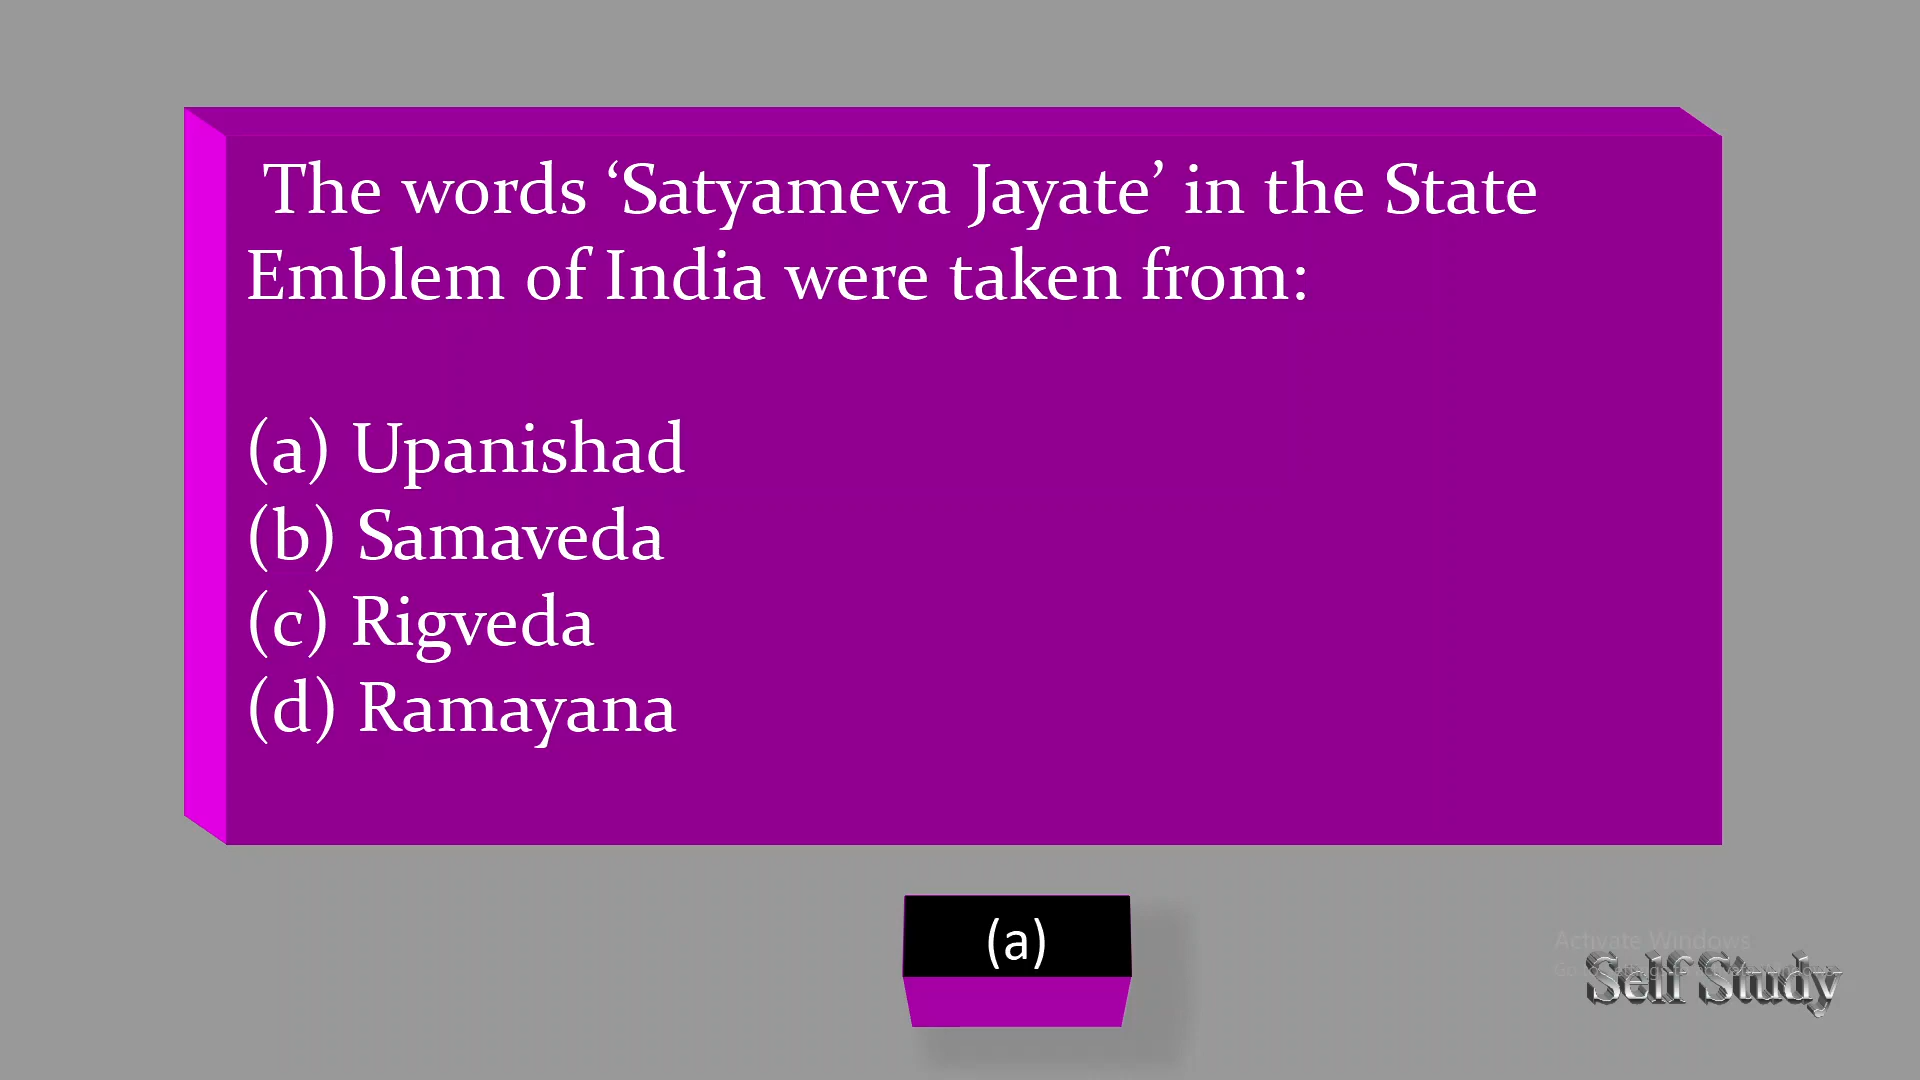 The words ‘Satyameva Jayate’ in the State
Emblem of India were taken from:
(a) Upanishad
(b) Samaveda
(c) Rigveda
(d) Ramayana
(a)
Activate Windows
Self Study